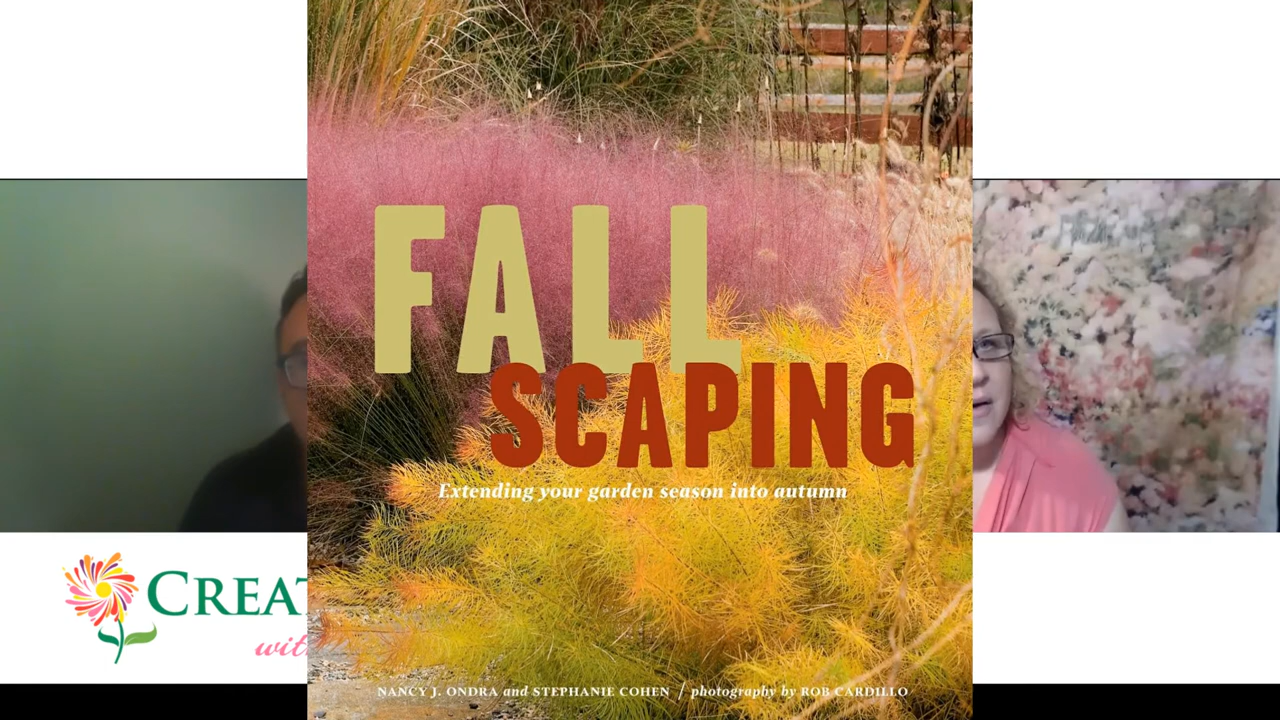 FALL
SCAPING
Extending your garden season into autumn
CREAT
wit
NANCY J. ONDRA and STEPHANIE COHEN / photography by ROB CARDILLO